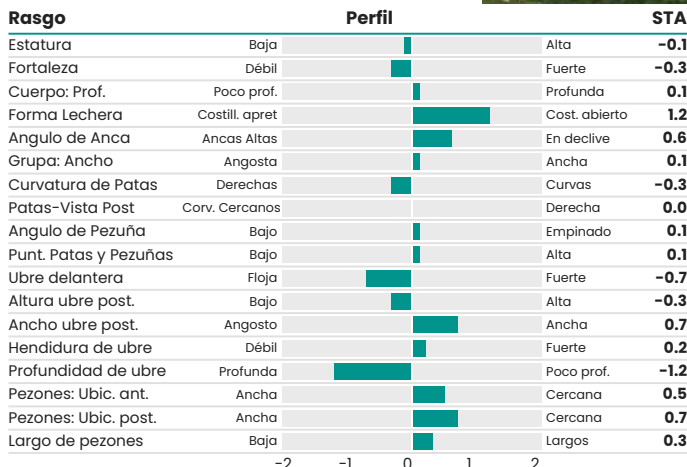 Rasgo Perfil STA
Estatura Baja Alta -0.1
Fortaleza Débil Fuerte -0.3
Cuerpo: Prof. Poco prof. Profunda 0.1
Forma Lechera Costill. apret Cost. abierto 1.2
Angulo de Anca Ancas Altas En declive 0.6
Grupa: Ancho Angosta Ancha 0.1
Curvatura de Patas Derechas Curvas -0.3
Patas-Vista Post Corv. Cercanos Derecha 0.0
Angulo de Pezuña Bajo Empinado 0.1
Punt. Patas y Pezuñas Bajo Alta 0.1
Ubre delantera Floja Fuerte -0.7
Altura ubre post. Bajo Alta -0.3
Ancho ubre post. Angosto Ancha 0.7
Hendidura de ubre Débil Fuerte 0.2
Profundidad de ubre Profunda Poco prof. -1.2
Pezones: Ubic. ant. Ancha Cercana 0.5
Pezones: Ubic. post. Ancha Cercana 0.7
Largo de pezones Baja Largos 0.3
-2 -1 0 1 2